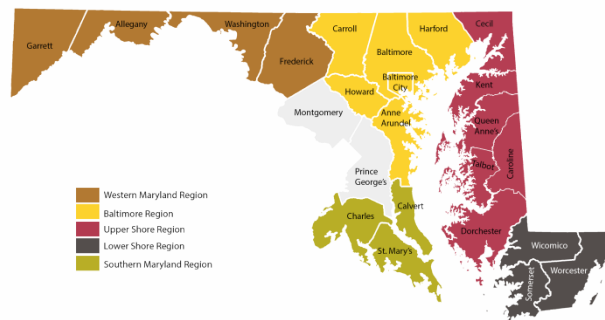 Garrett
Allegany
Washington
Frederick
Carroll
Harford
Cecil
Baltimore
Baltimore
City
Howard
Anne
Arundel
Kent
Queen
Anne's
Talbot
Caroline
Montgomery
Prince
George's
Charles
Calvert
St. Mary's
Dorchester
Wicomico
Somerset
Worcester
Western Maryland Region
Baltimore Region
Upper Shore Region
Lower Shore Region
Southern Maryland Region